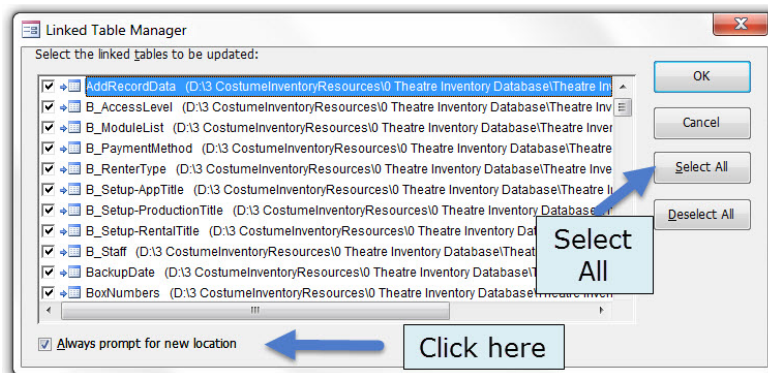 Linked Table Manager
Select the linked tables to be updated:
AddRecordData (D:\3 CostumeInventoryResources\0 Theatre Inventory Database\Theatre In
OK
B_AccessLevel (D:\3 CostumeInventoryResources\0 Theatre Inventory Database\Theatre Inv
B_ModuleList (D:\3 CostumeInventoryResources\0 Theatre Inventory Database\Theatre Inver
Cancel
B_PaymentMethod (D:\3 CostumeInventoryResources\0 Theatre Inventory Database\Theatre
B_RenterType (D:\3 CostumeInventoryResources\0 Theatre Inventory Database\Theatre Inve
Select All
B_Setup-AppTitle (D:\3 CostumeInventoryResources\0 Theatre Inventory Database\Theatre I
B_Setup-ProductionTitle (D:\3 CostumeInventoryResources\0 Theatre Inventory Database
Deselect All
B_Setup-RentalTitle (D:\3 CostumeInventoryResources\0 Theatre Inventory Dat
B_Staff (D:\3 CostumeInventoryResources\0 Theatre Inventory Database\Theat
BackupDate (D:\3 CostumeInventoryResources\0 Theatre Inventory Database\T
BoxNumbers (D:\3 CostumeInventoryResources\0 Theatre Inventory Database\Theatre Inven
Select
All
Always prompt for new location
Click here